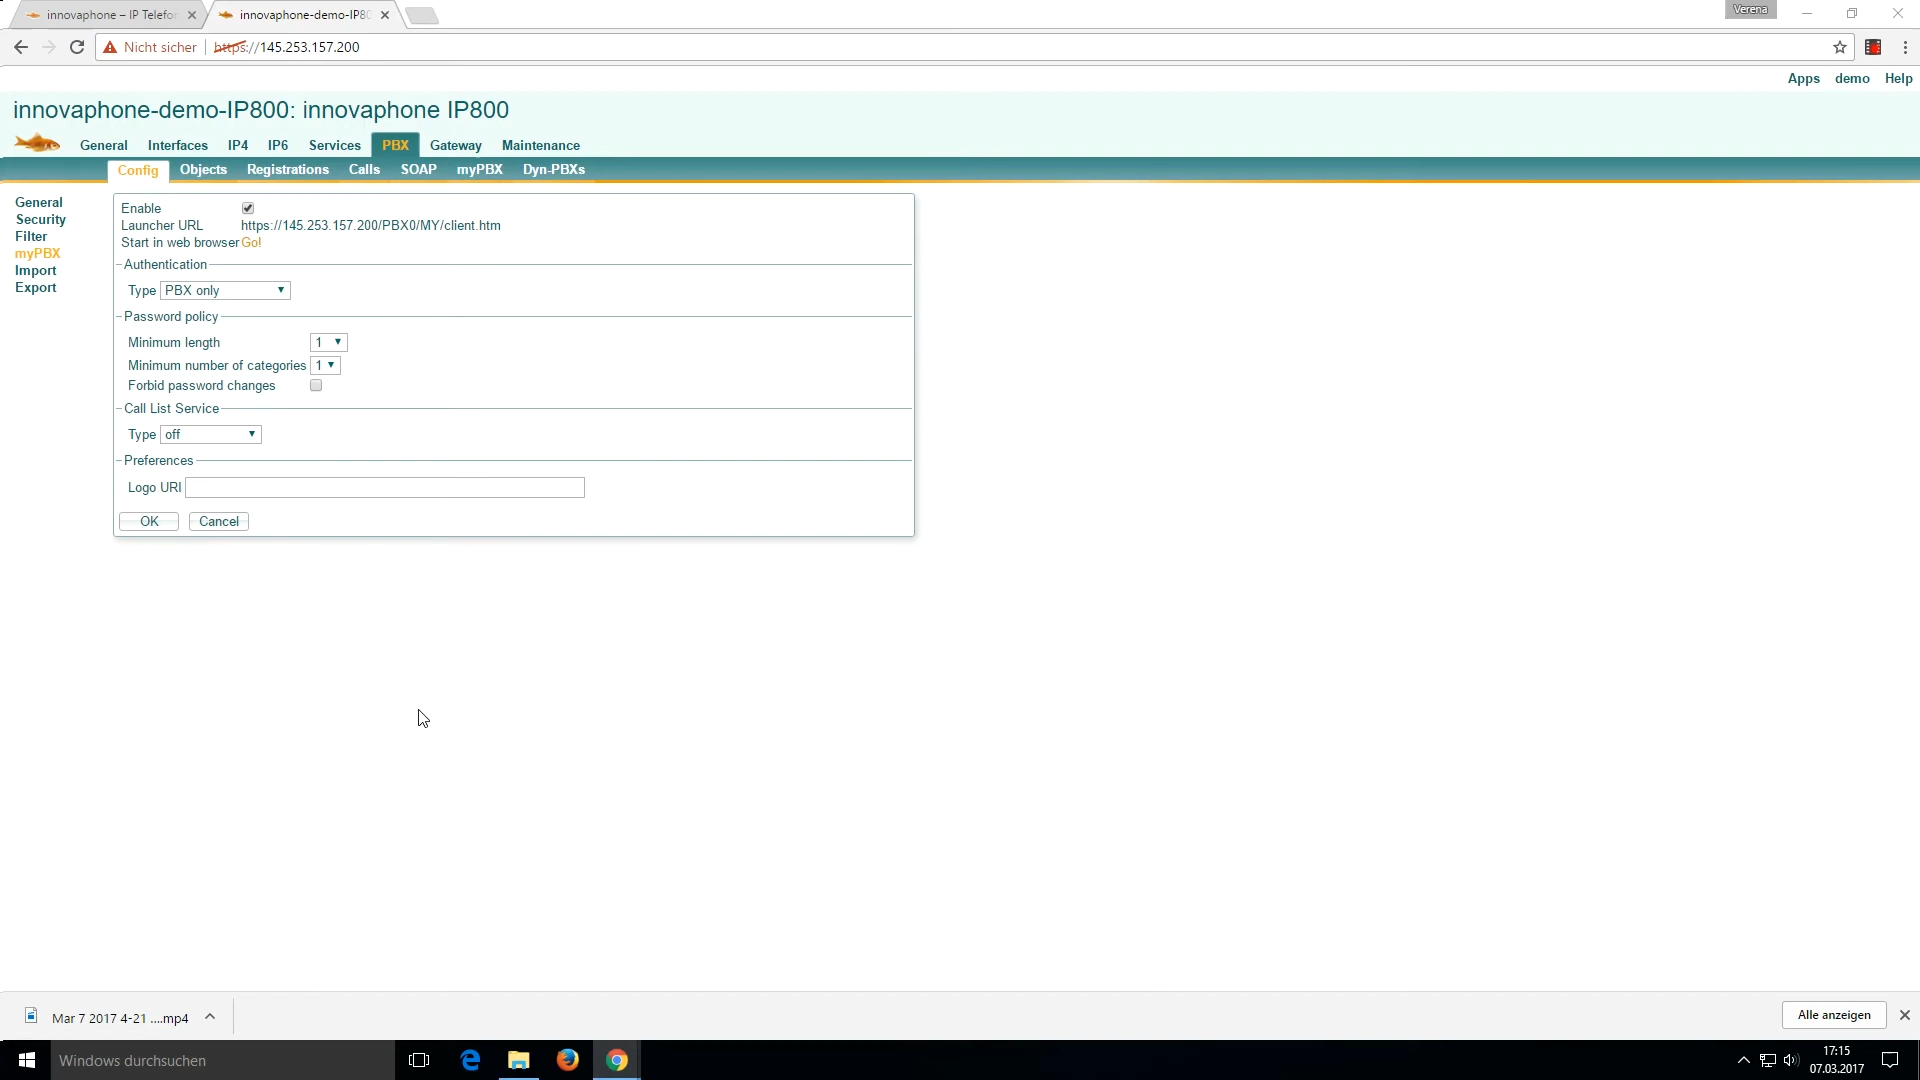 innovaphone – IP Telefon
innovaphone-demo-IP80
Verena
Nicht sicher
https://145.253.157.200
Apps demo Help
innovaphone-demo-IP800: innovaphone IP800
General Interfaces IP4 IP6 Services PBX Gateway Maintenance
Config Objects Registrations Calls SOAP myPBX Dyn-PBXs
General
Security
Filter
myPBX
Import
Export
Enable
Launcher URL https://145.253.157.200/PBX0/MY/client.htm
Start in web browser Go!
Authentication
Type PBX only
Password policy
Minimum length 1
Minimum number of categories 1
Forbid password changes
Call List Service
Type off
Preferences
Logo URI
OK Cancel
Mar 7 2017 4-21 ....mp4
Alle anzeigen
Windows durchsuchen
17:15
07.03.2017